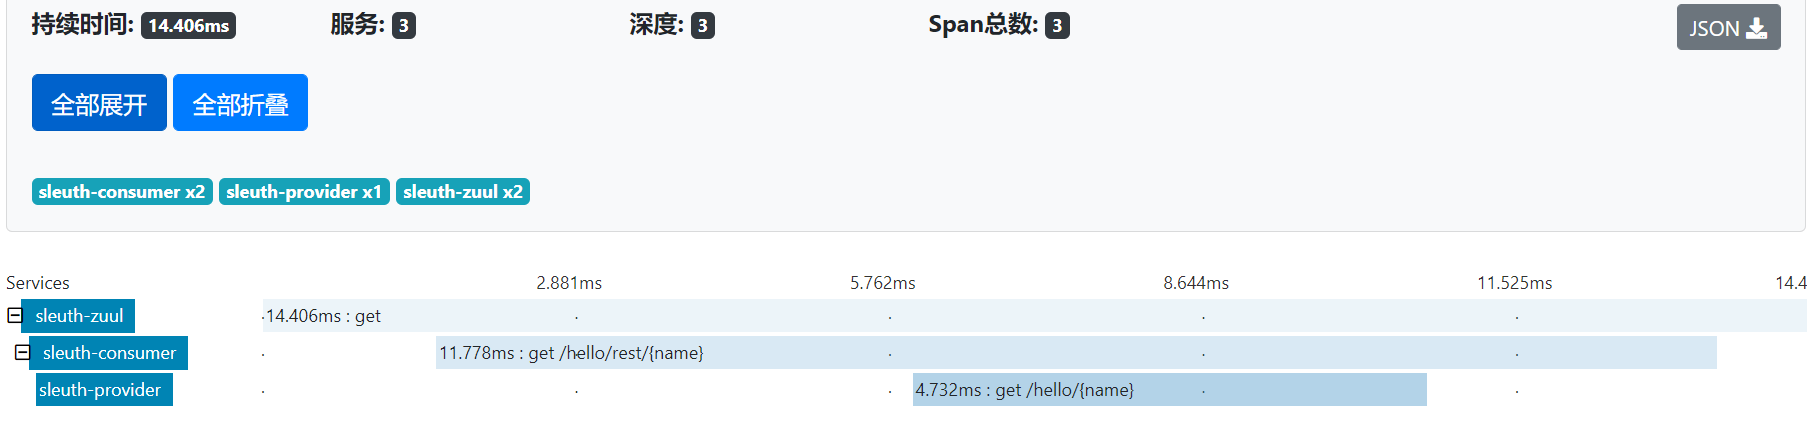 持续时间: 14.406ms 服务: 3 深度: 3 Span总数: 3 JSON
全部展开 全部折叠
sleuth-consumer x2 sleuth-provider x1 sleuth-zuul x2
Services 2.881ms 5.762ms 8.644ms 11.525ms 14.4
sleuth-zuul 14.406ms : get
sleuth-consumer 11.778ms : get /hello/rest/{name}
sleuth-provider 4.732ms : get /hello/{name}